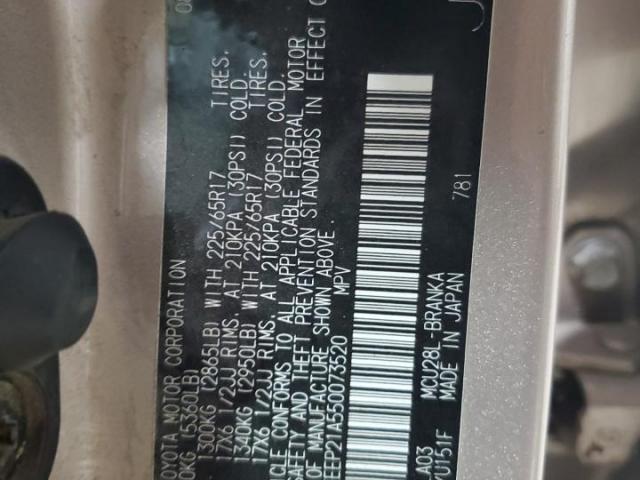 TOYOTA MOTOR CORPORATION 08
0KG (5360LB)
1300KG (2865LB) WITH 225/65R17 TIRES.
17X6 1/2JJ RIMS, AT 210KPA (30PSI) COLD.
1340KG (2950LB) WITH 225/65R17 TIRES.
17X6 1/2JJ RIMS, AT 210KPA (30PSI) COLD.
ICLE CONFORMS TO ALL APPLICABLE FEDERAL MOTOR
SAFETY AND THEFT PREVENTION STANDARDS IN EFFECT O
OF MANUFACTURE SHOWN ABOVE.
EEP21A550073520 MPV
LA03 MCU28L-BRANKA 781
U151F MADE IN JAPAN